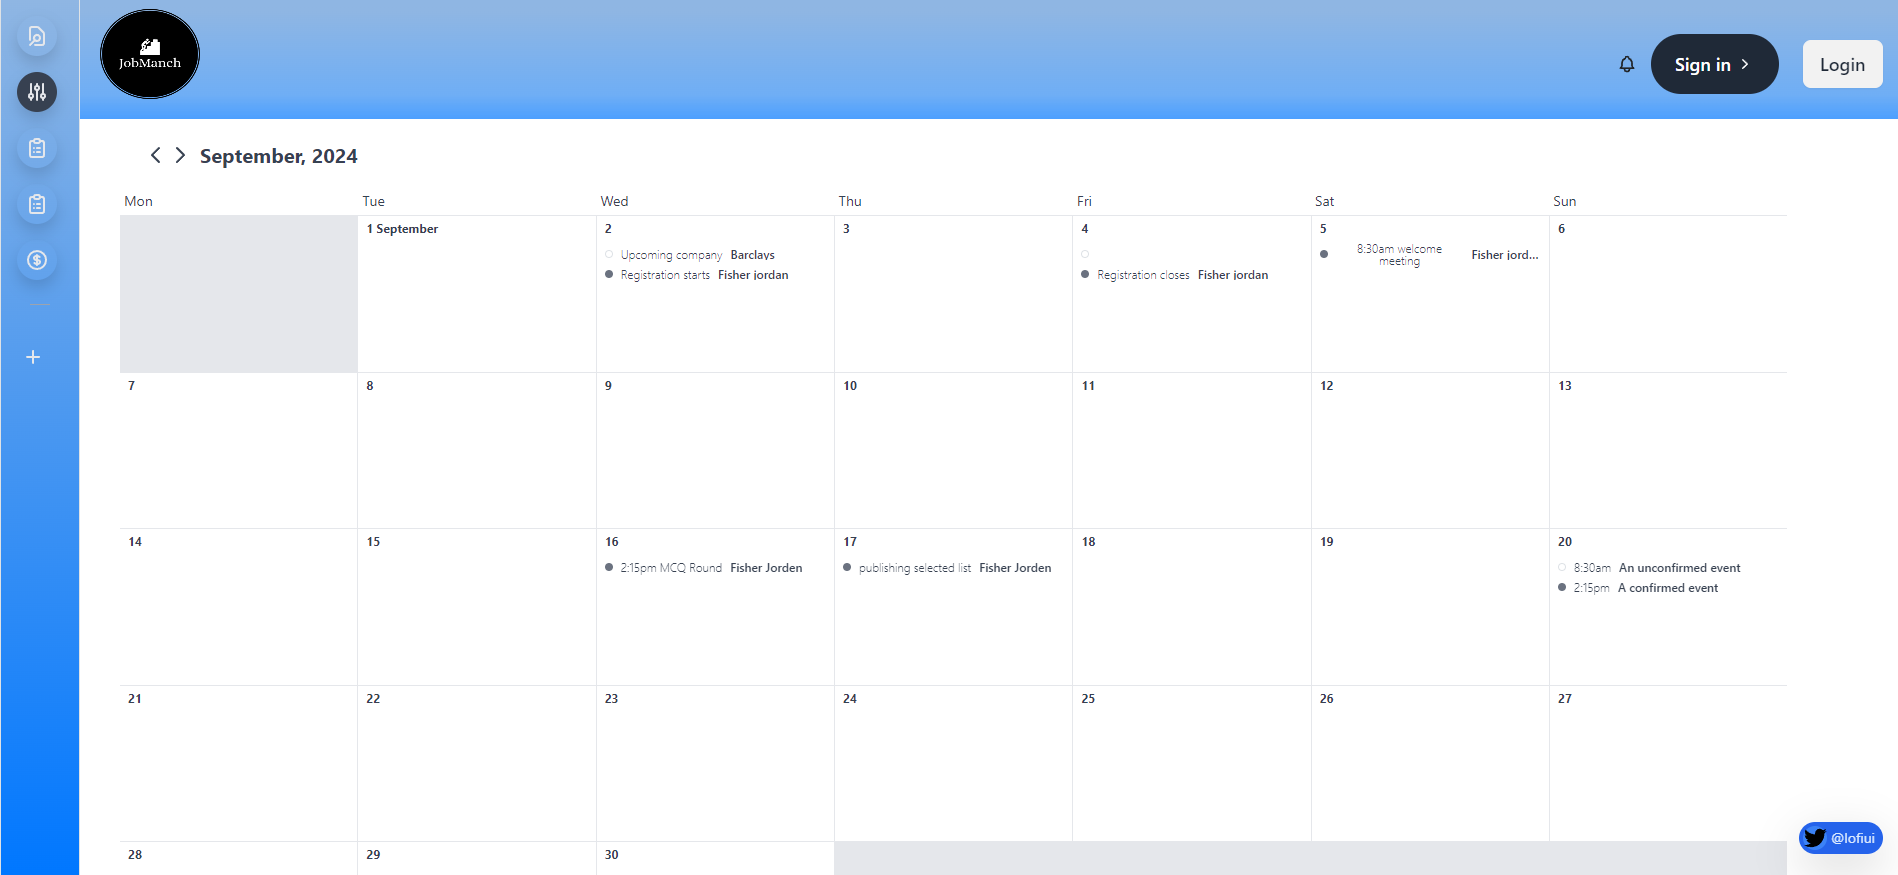 JobManch
Sign in
Login
September, 2024
Mon Tue Wed Thu Fri Sat Sun
1 September 2 3 4 5 6
Upcoming company Barclays
Registration starts Fisher jordan
Registration closes Fisher jordan
8:30am welcome meeting Fisher jord...
7 8 9 10 11 12 13
14 15 16 17 18 19 20
2:15pm MCQ Round Fisher Jorden
publishing selected list Fisher Jorden
8:30am An unconfirmed event
2:15pm A confirmed event
21 22 23 24 25 26 27
@lofiui
28 29 30